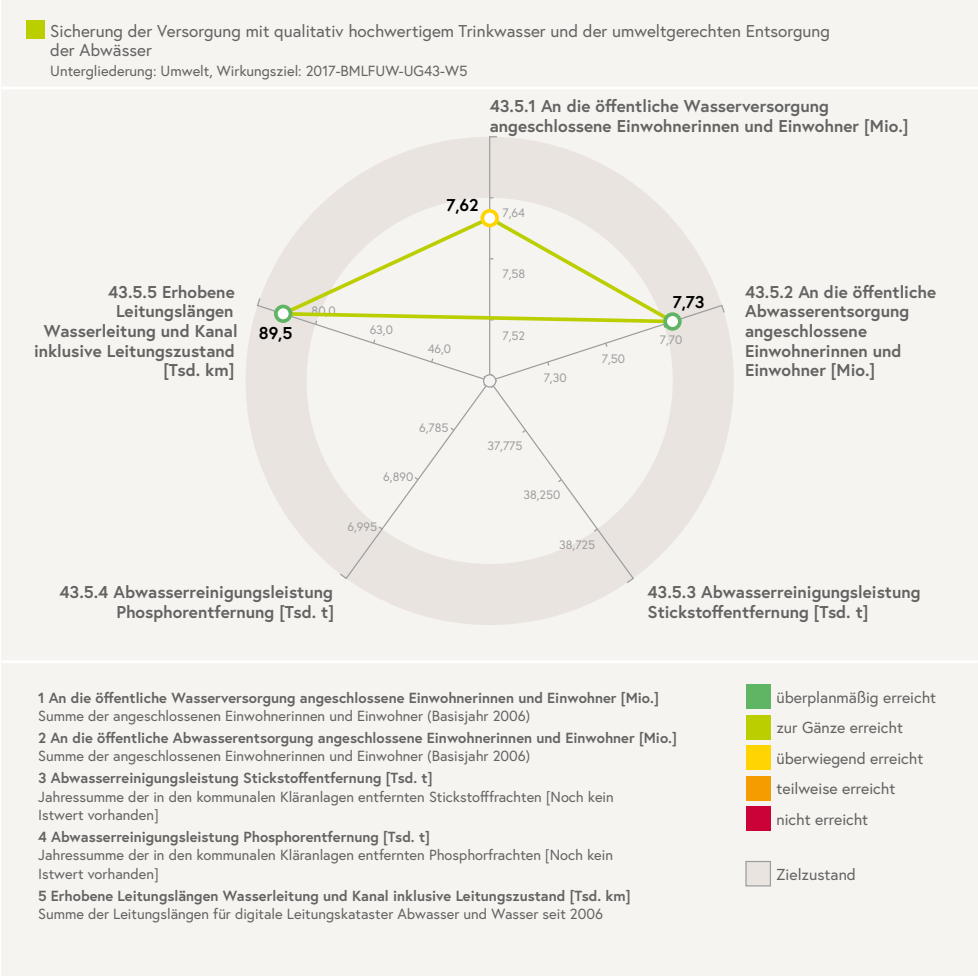 Sicherung der Versorgung mit qualitativ hochwertigem Trinkwasser und der umweltgerechten Entsorgung
der Abwässer
Untergliederung: Umwelt, Wirkungsziel: 2017-BMLFUW-UG43-W5
43.5.1 An die öffentliche Wasserversorgung
angeschlossene Einwohnerinnen und Einwohner [Mio.]
7,62
7,64
7,58
7,52
43.5.5 Erhobene
Leitungslängen
Wasserleitung und Kanal
inklusive Leitungszustand
[Tsd. km]
89,5
80,0
63,0
46,0
7,73
7,70
7,50
7,30
43.5.2 An die öffentliche
Abwasserentsorgung
angeschlossene
Einwohnerinnen und
Einwohner [Mio.]
6,785
6,890
6,995
37,775
38,250
38,725
43.5.4 Abwasserreinigungsleistung
Phosphorentfernung [Tsd. t]
43.5.3 Abwasserreinigungsleistung
Stickstoffentfernung [Tsd. t]
1 An die öffentliche Wasserversorgung angeschlossene Einwohnerinnen und Einwohner [Mio.]
Summe der angeschlossenen Einwohnerinnen und Einwohner (Basisjahr 2006)
2 An die öffentliche Abwasserentsorgung angeschlossene Einwohnerinnen und Einwohner [Mio.]
Summe der angeschlossenen Einwohnerinnen und Einwohner (Basisjahr 2006)
3 Abwasserreinigungsleistung Stickstoffentfernung [Tsd. t]
Jahressumme der in den kommunalen Kläranlagen entfernten Stickstofffrachten [Noch kein
Istwert vorhanden]
4 Abwasserreinigungsleistung Phosphorentfernung [Tsd. t]
Jahressumme der in den kommunalen Kläranlagen entfernten Phosphorfrachten [Noch kein
Istwert vorhanden]
5 Erhobene Leitungslängen Wasserleitung und Kanal inklusive Leitungszustand [Tsd. km]
Summe der Leitungslängen für digitale Leitungskataster Abwasser und Wasser seit 2006
überplanmäßig erreicht
zur Gänze erreicht
überwiegend erreicht
teilweise erreicht
nicht erreicht
Zielzustand